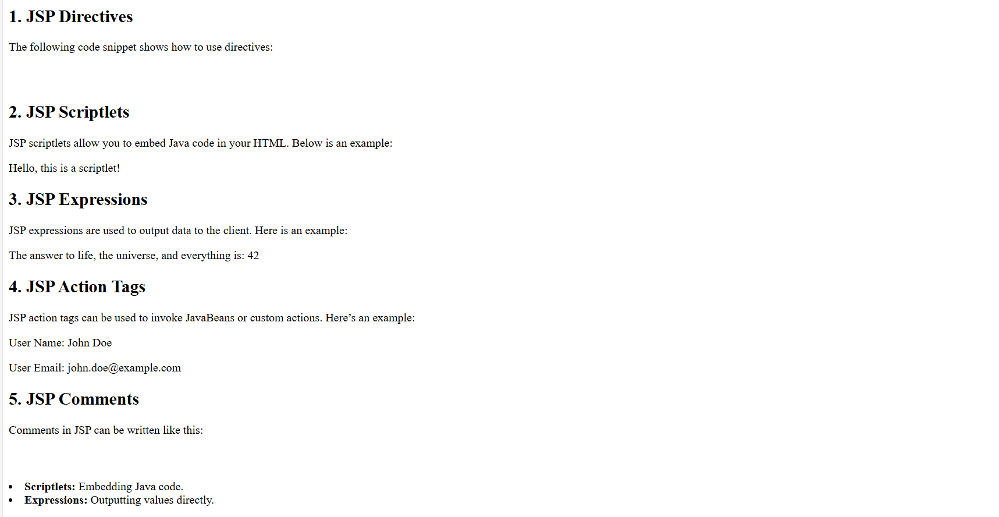 1. JSP Directives
The following code snippet shows how to use directives:
2. JSP Scriptlets
JSP scriptlets allow you to embed Java code in your HTML. Below is an example:
Hello, this is a scriptlet!
3. JSP Expressions
JSP expressions are used to output data to the client. Here is an example:
The answer to life, the universe, and everything is: 42
4. JSP Action Tags
JSP action tags can be used to invoke JavaBeans or custom actions. Here’s an example:
User Name: John Doe
User Email: john.doe@example.com
5. JSP Comments
Comments in JSP can be written like this:
• Scriptlets: Embedding Java code.
• Expressions: Outputting values directly.